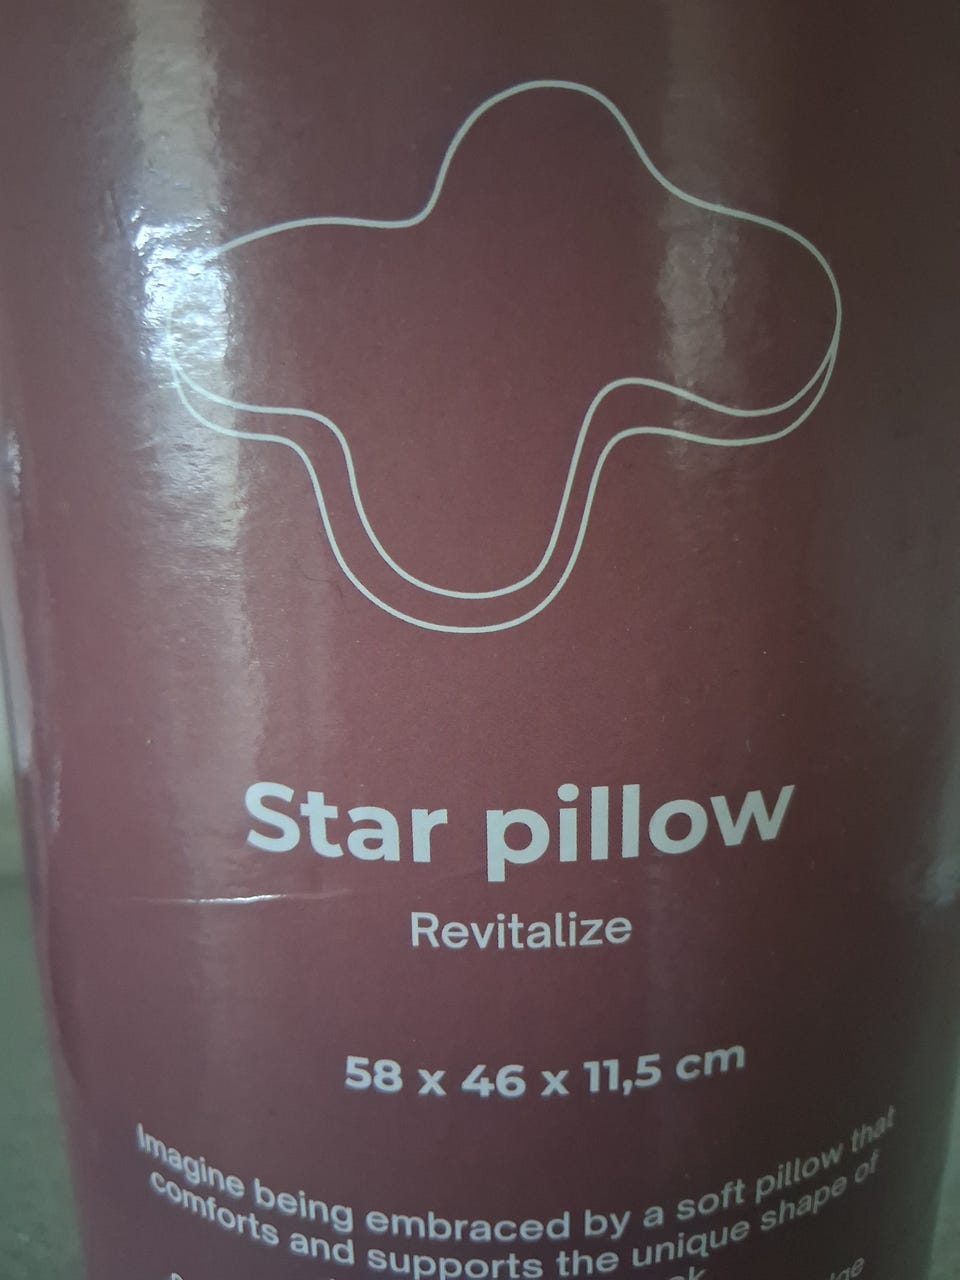 Star pillow
Revitalize
58 x 46 x 11,5 cm
Imagine being embraced by a soft pillow that
comforts and supports the unique shape of